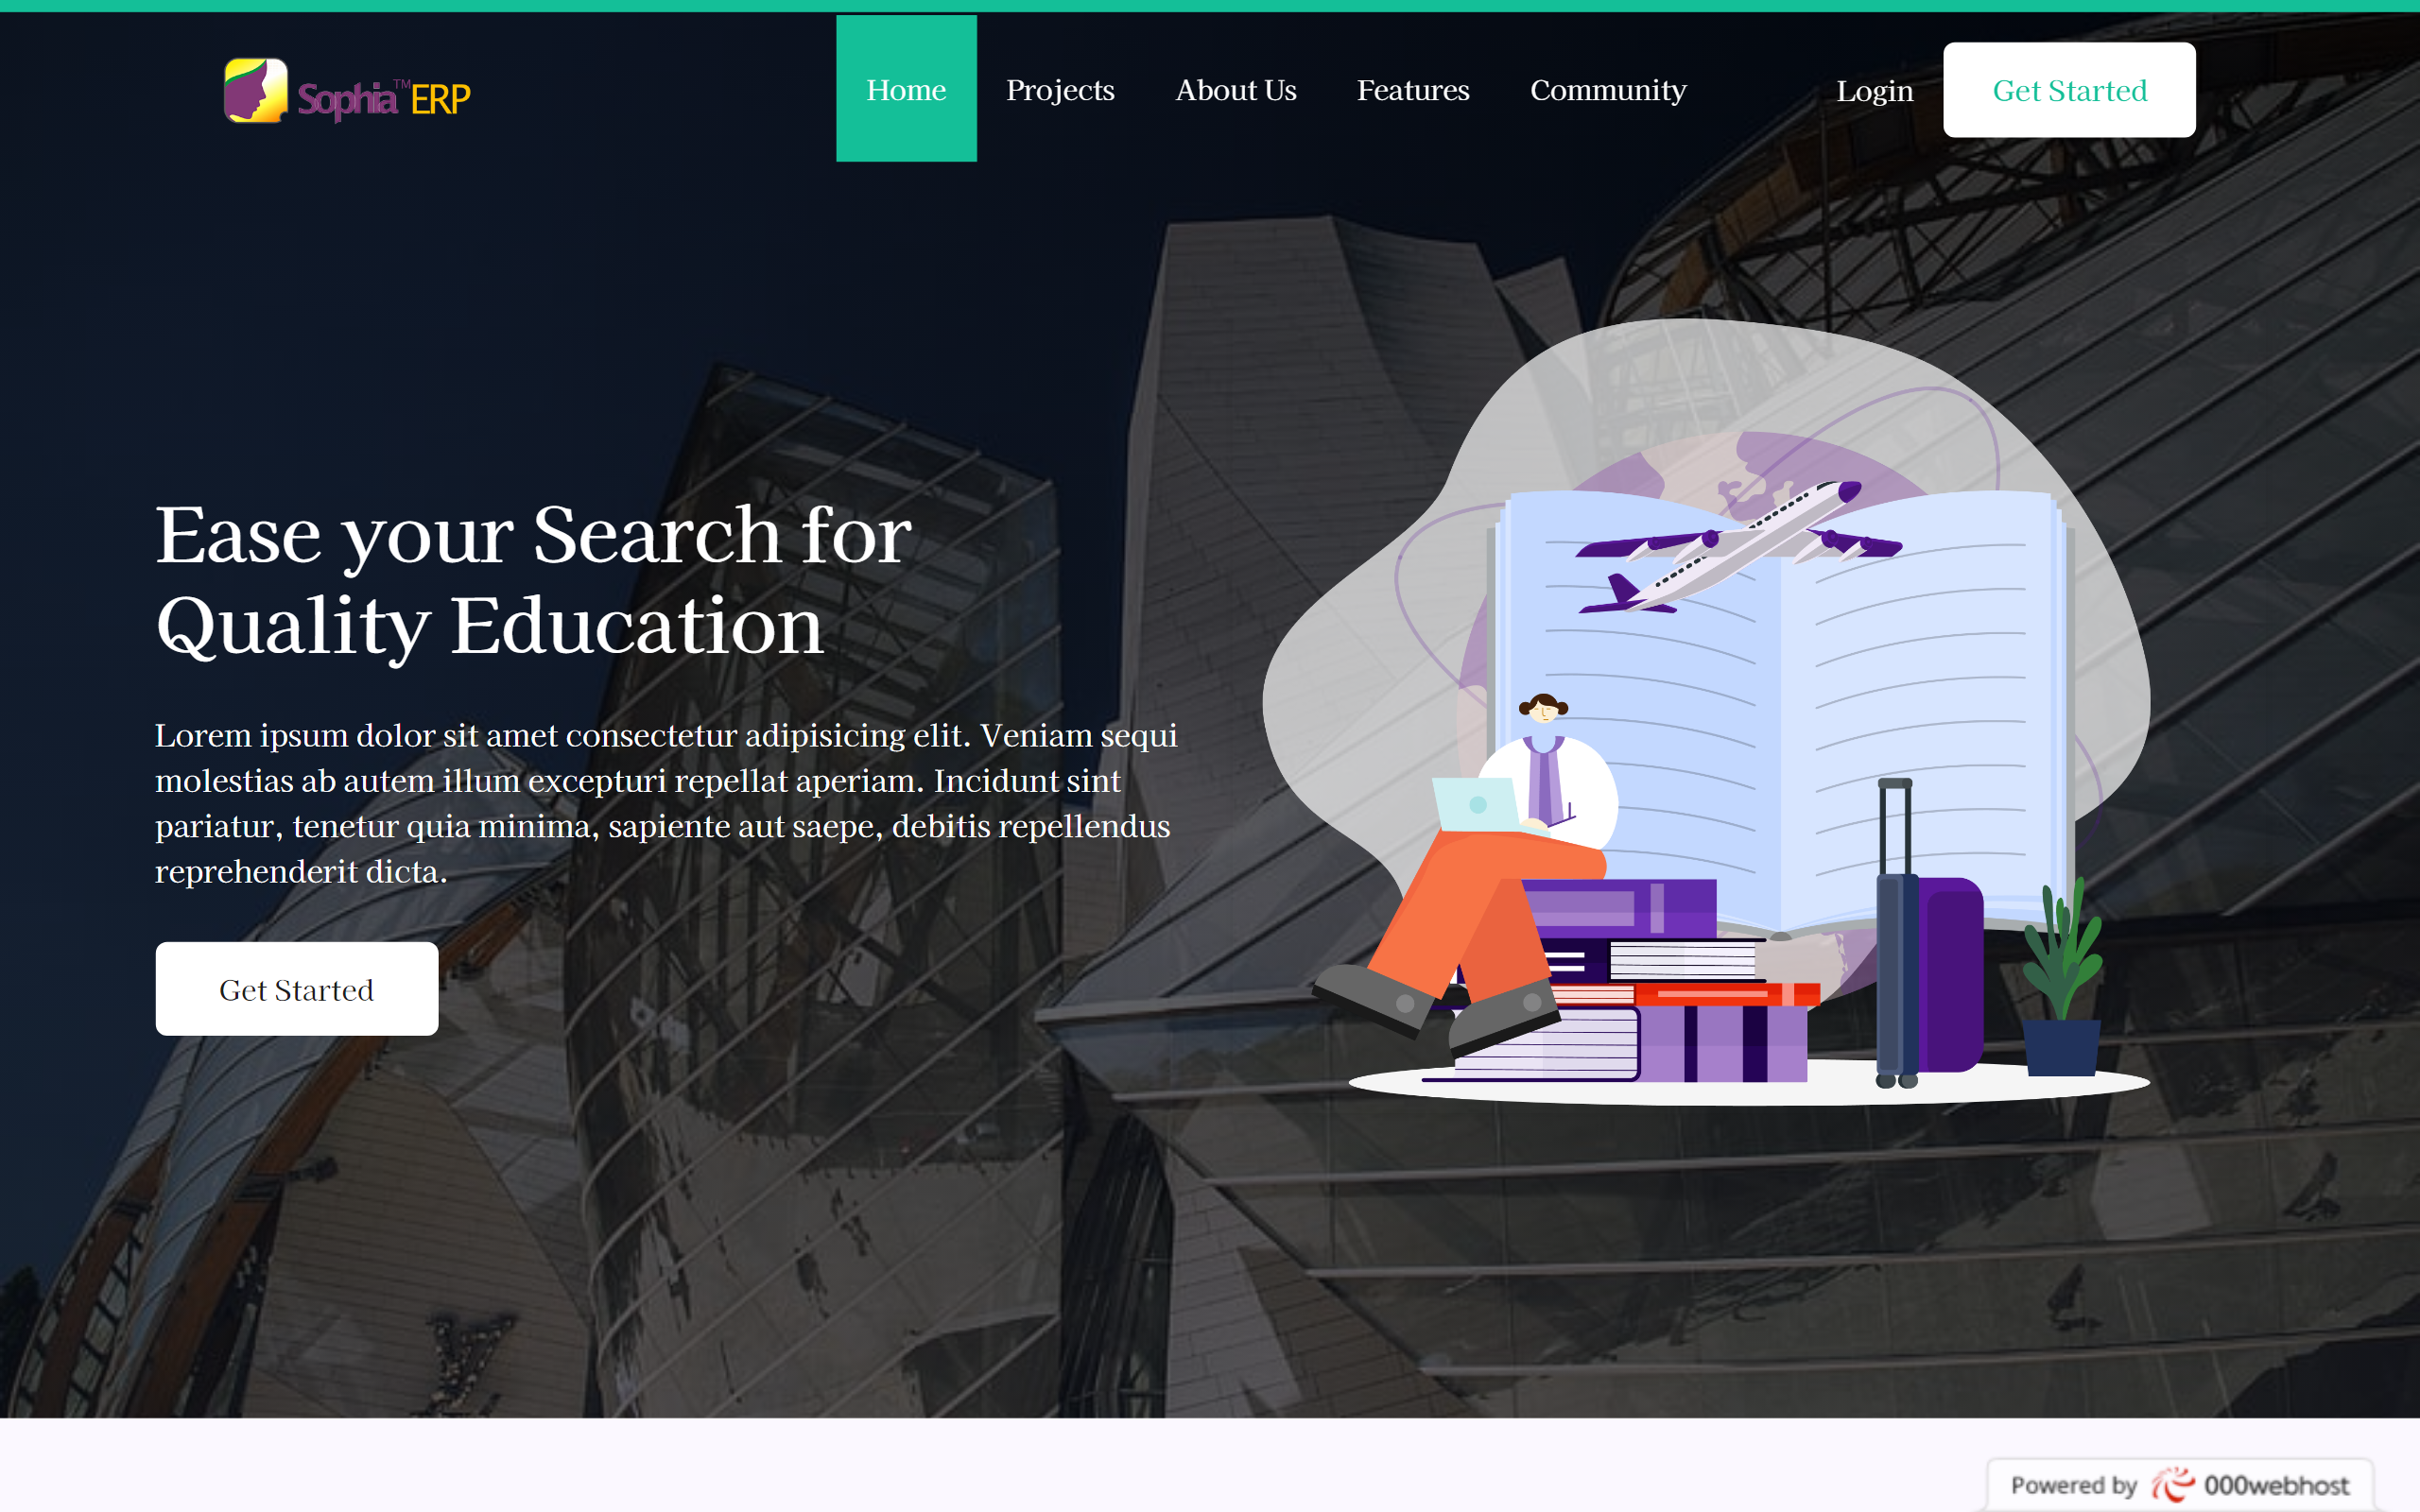 Sophia™ ERP
Home Projects About Us Features Community Login Get Started
Ease your Search for
Quality Education
Lorem ipsum dolor sit amet consectetur adipisicing elit. Veniam sequi
molestias ab autem illum excepturi repellat aperiam. Incidunt sint
pariatur, tenetur quia minima, sapiente aut saepe, debitis repellendus
reprehenderit dicta.
Get Started
Powered by 000webhost